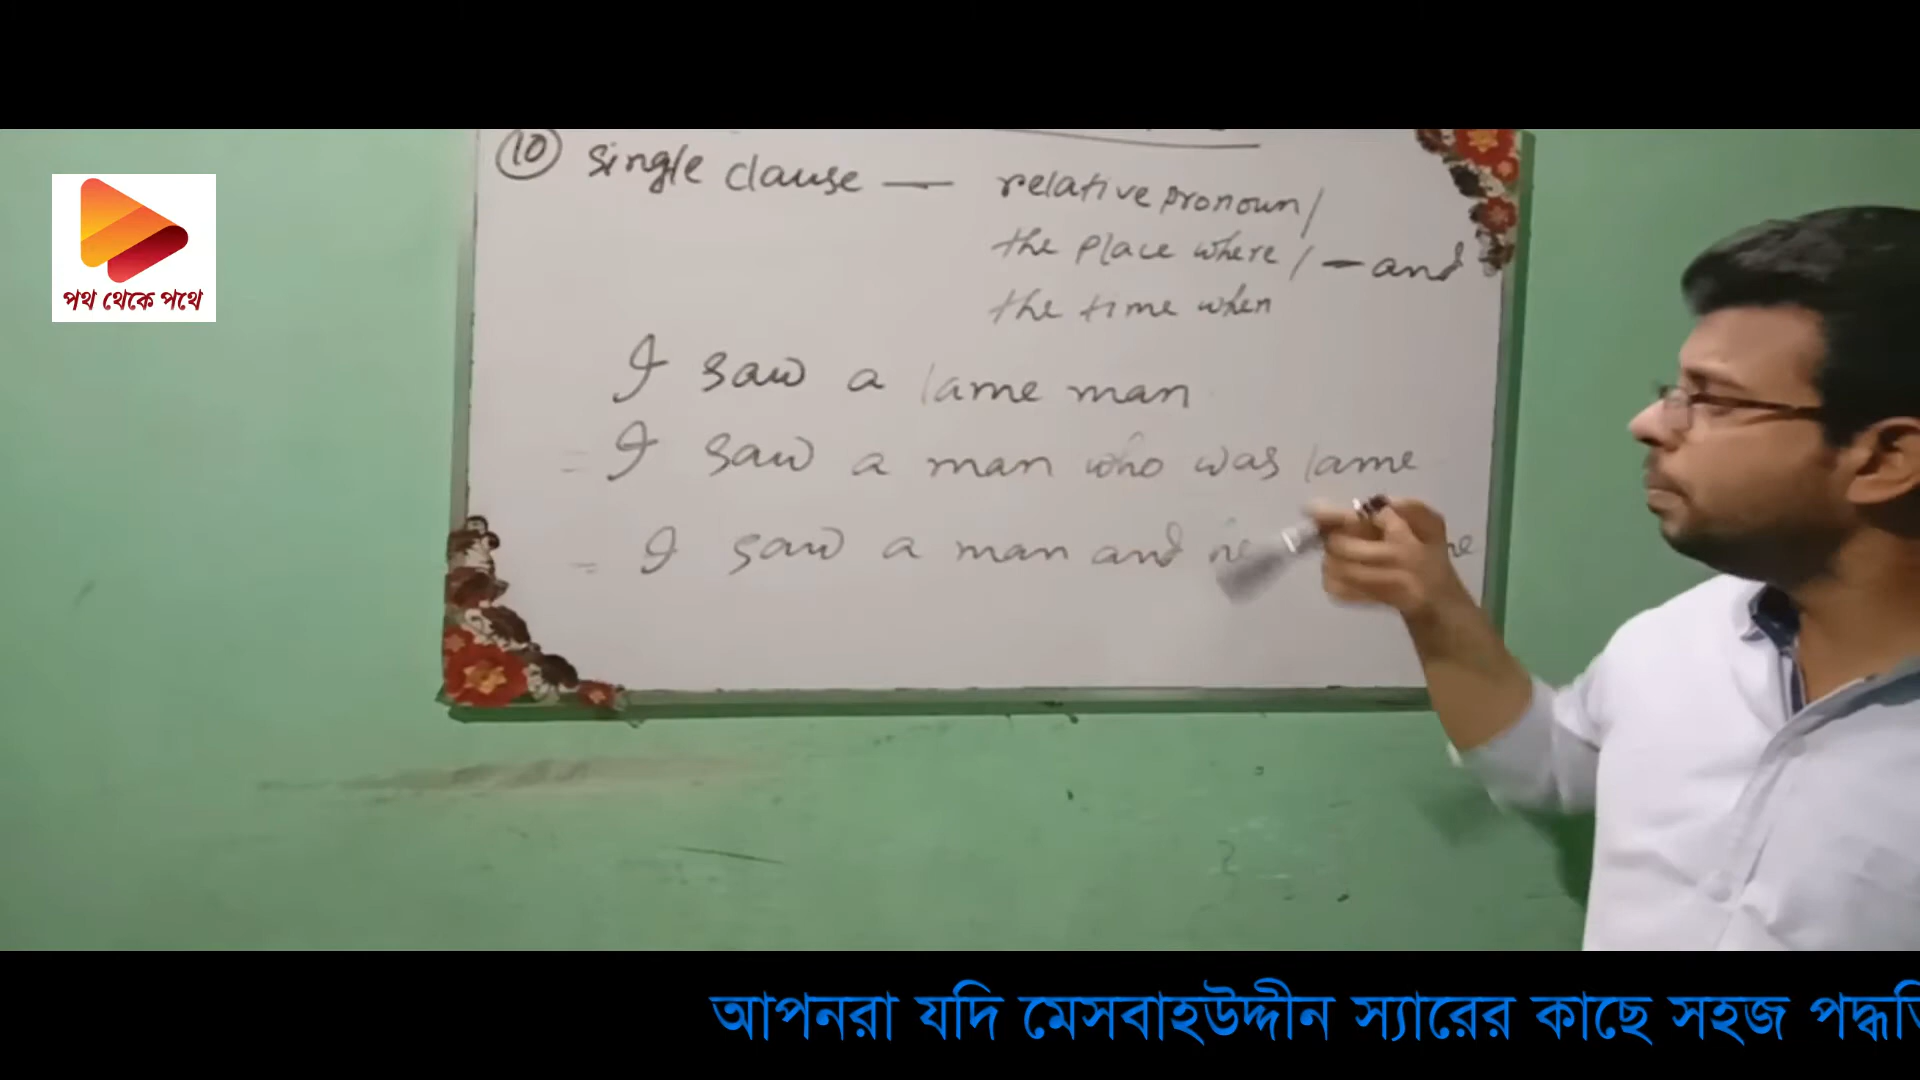 10 single clause — relative pronoun/
the place where / — and
the time when
I saw a lame man
= I saw a man who was lame
= I saw a man and he
পথ থেকে পথে
আপনরা যদি মেসবাহউদ্দীন স্যারের কাছে সহজ